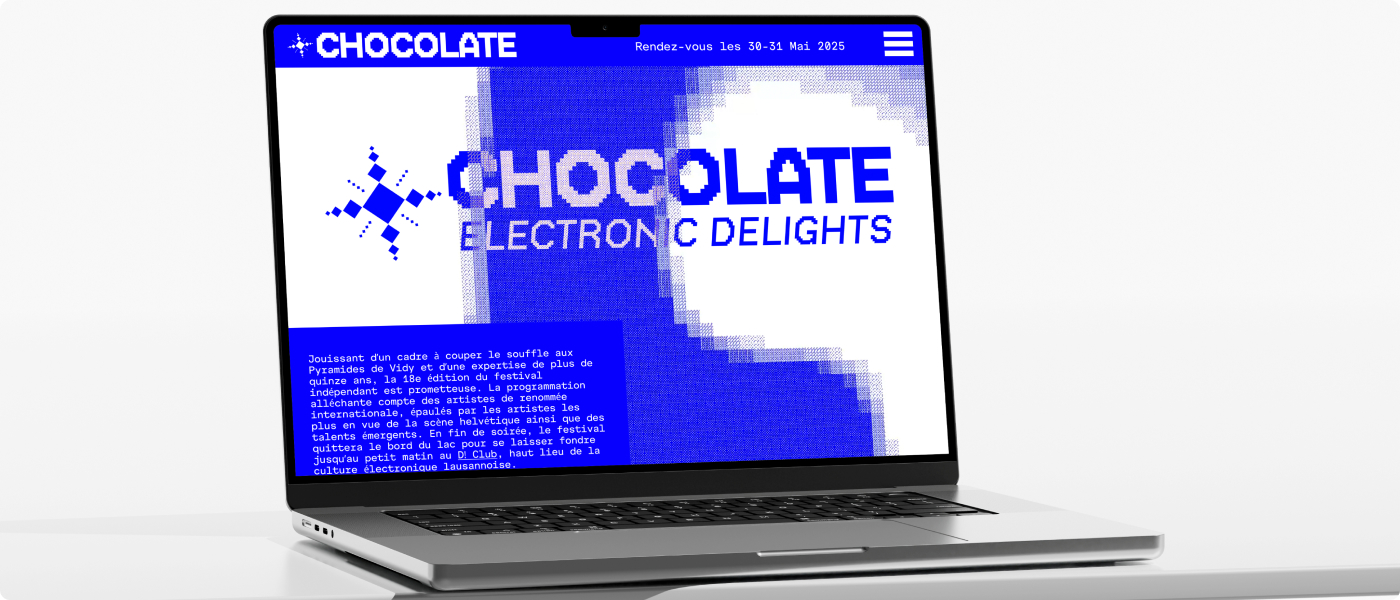 CHOCOLATE
Rendez-vous les 30-31 Mai 2025
CHOCOLATE
ELECTRONIC DELIGHTS
Jouissant d'un cadre à couper le souffle aux
Pyramides de Vidy et d'une expertise de plus de
quinze ans, la 18e édition du festival
indépendant est prometteuse. La programmation
alléchante compte des artistes de renommée
internationale, épaulés par les artistes les
plus en vue de la scène helvétique ainsi que des
talents émergents. En fin de soirée, le festival
quittera le bord du lac pour se laisser fondre
jusqu'au petit matin au D! Club, haut lieu de la
culture électronique lausannoise.